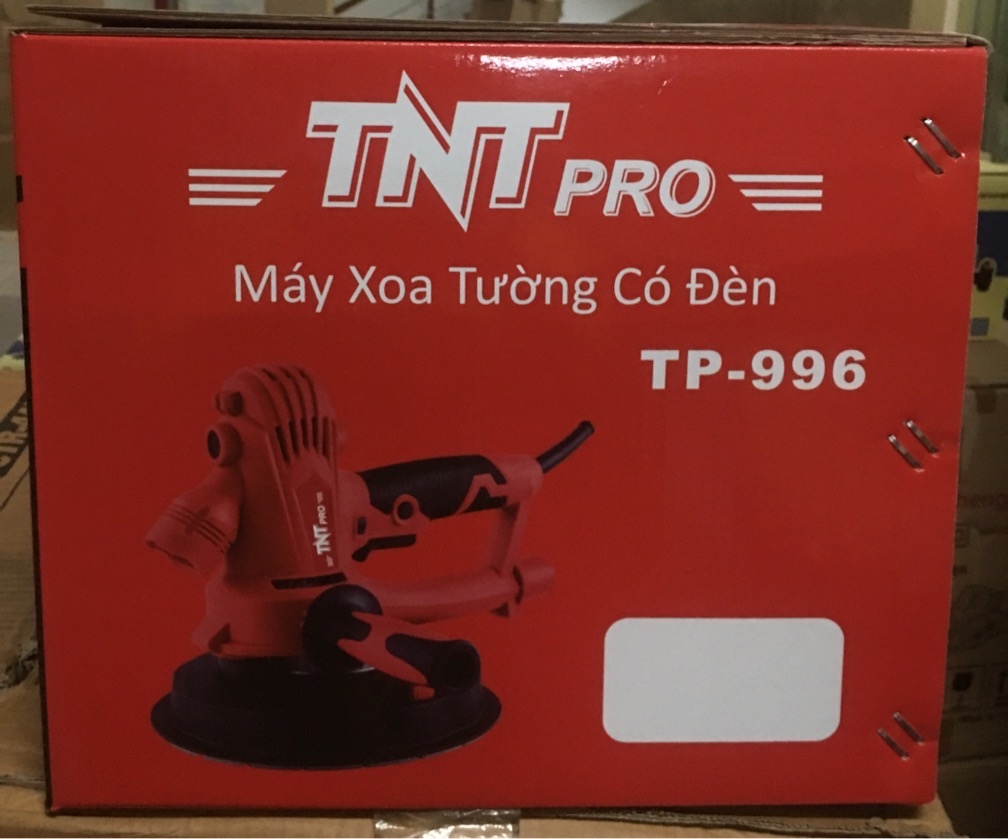 TNT PRO
Máy Xoa Tường Có Đèn
TP-996
TNT PRO